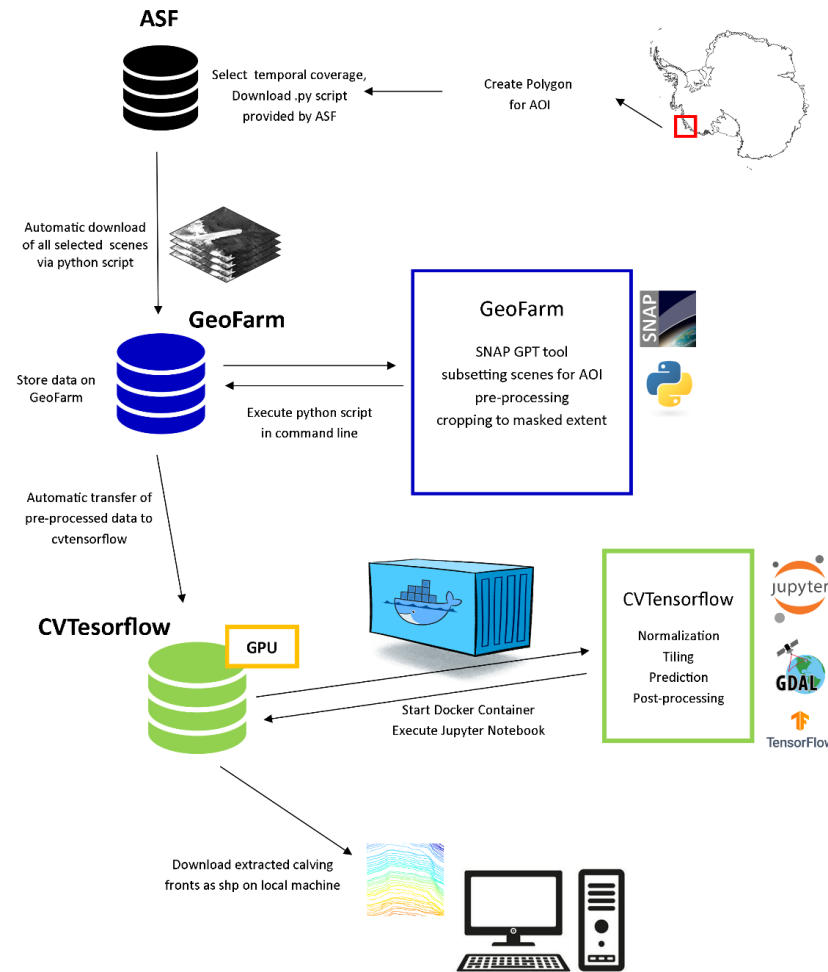 ASF
Select temporal coverage,
Download .py script
provided by ASF
Create Polygon
for AOI
Automatic download
of all selected scenes
via python script
GeoFarm
Store data on
GeoFarm
Execute python script
in command line
GeoFarm
SNAP GPT tool
subsetting scenes for AOI
pre-processing
cropping to masked extent
SNAP
Automatic transfer of
pre-processed data to
cvtensorflow
CVTesorflow
GPU
Start Docker Container
Execute Jupyter Notebook
CVTensorflow
Normalization
Tiling
Prediction
Post-processing
jupyter
GDAL
TensorFlow
Download extracted calving
fronts as shp on local machine